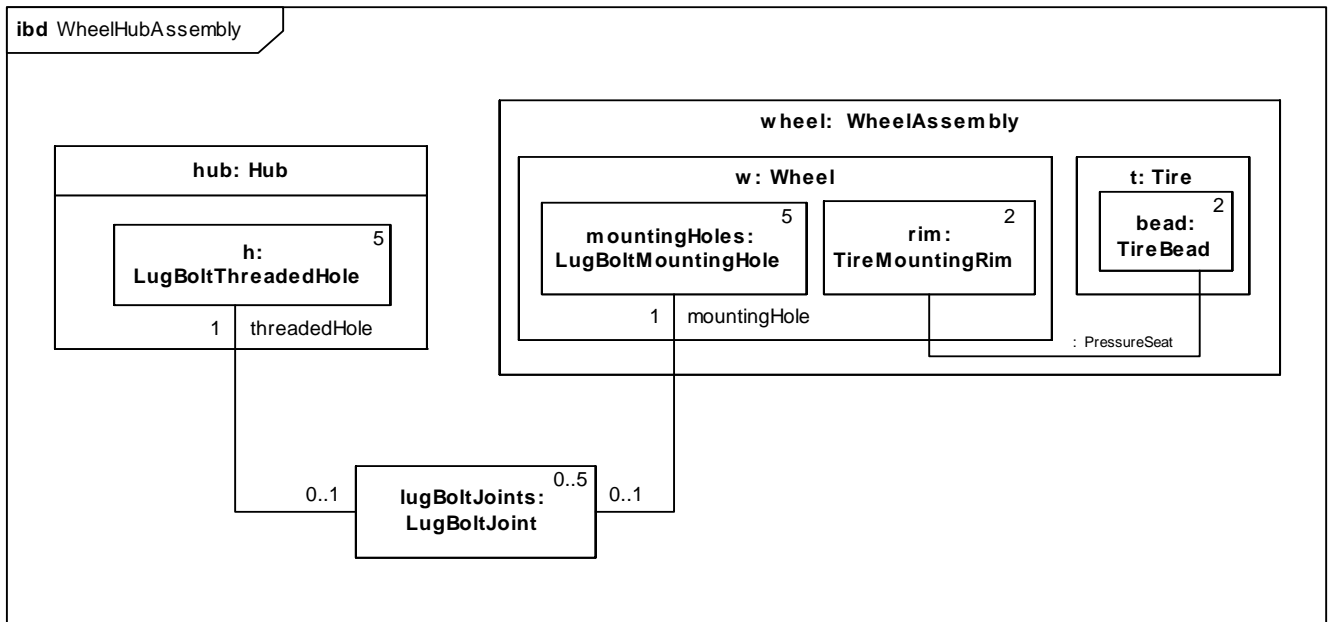 ibd WheelHubAssembly
wheel: WheelAssembly
hub: Hub
w: Wheel
t: Tire
5
h:
LugBoltThreadedHole
5
mountingHoles:
LugBoltMountingHole
2
rim:
TireMountingRim
2
bead:
TireBead
1 threadedHole
1 mountingHole
: PressureSeat
0..1
0..5
lugBoltJoints:
LugBoltJoint
0..1